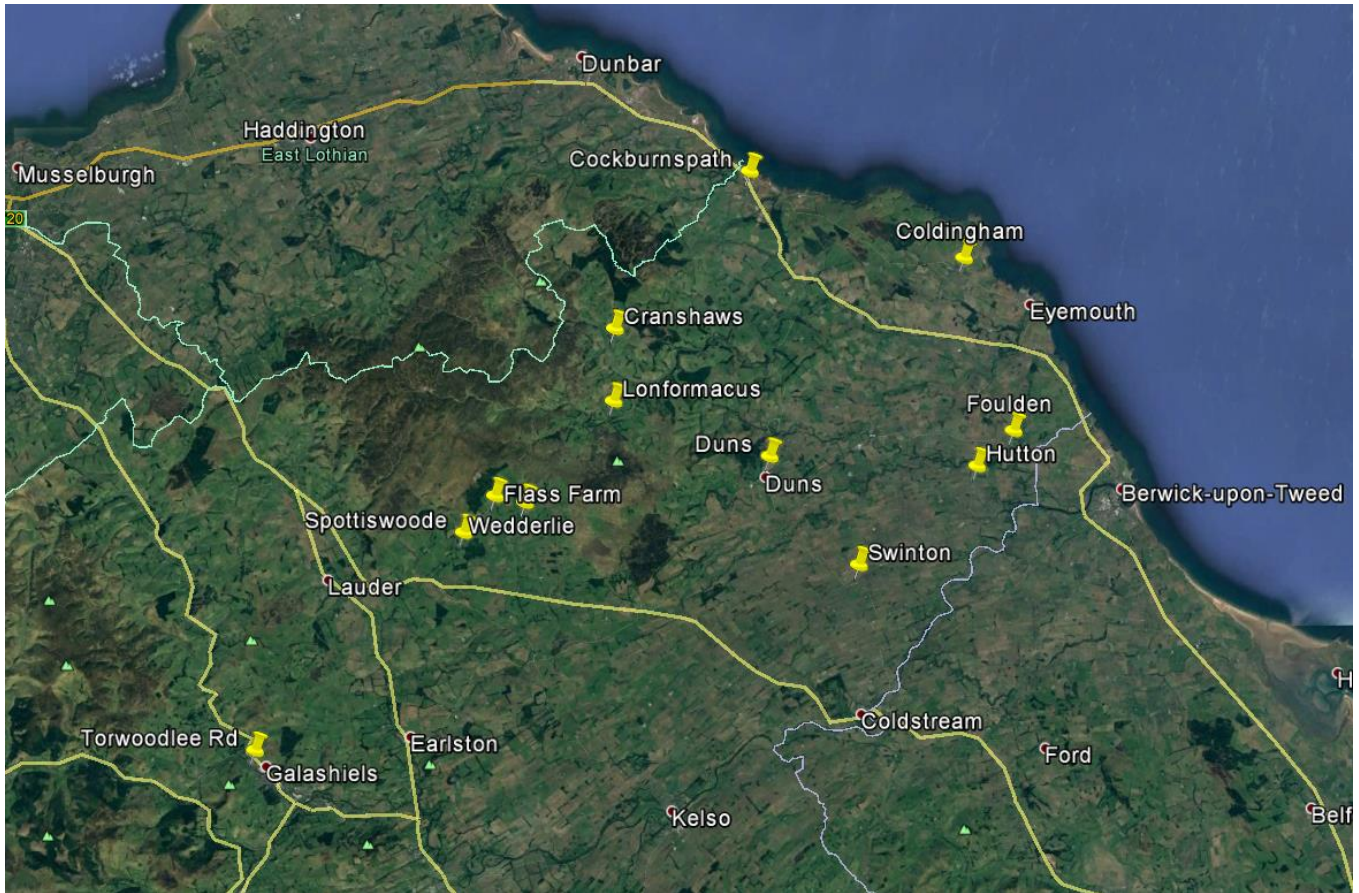 Dunbar
Haddington
East Lothian
Musselburgh
Cockburnspath
20
Coldingham
Eyemouth
Cranshaws
Lonformacus
Foulden
Duns
Hutton
Duns
Flass Farm
Berwick-upon-Tweed
Spottiswoode
Wedderlie
Swinton
Lauder
H
Coldstream
Torwoodlee Rd
Earlston
Ford
Galashiels
Kelso
Belf